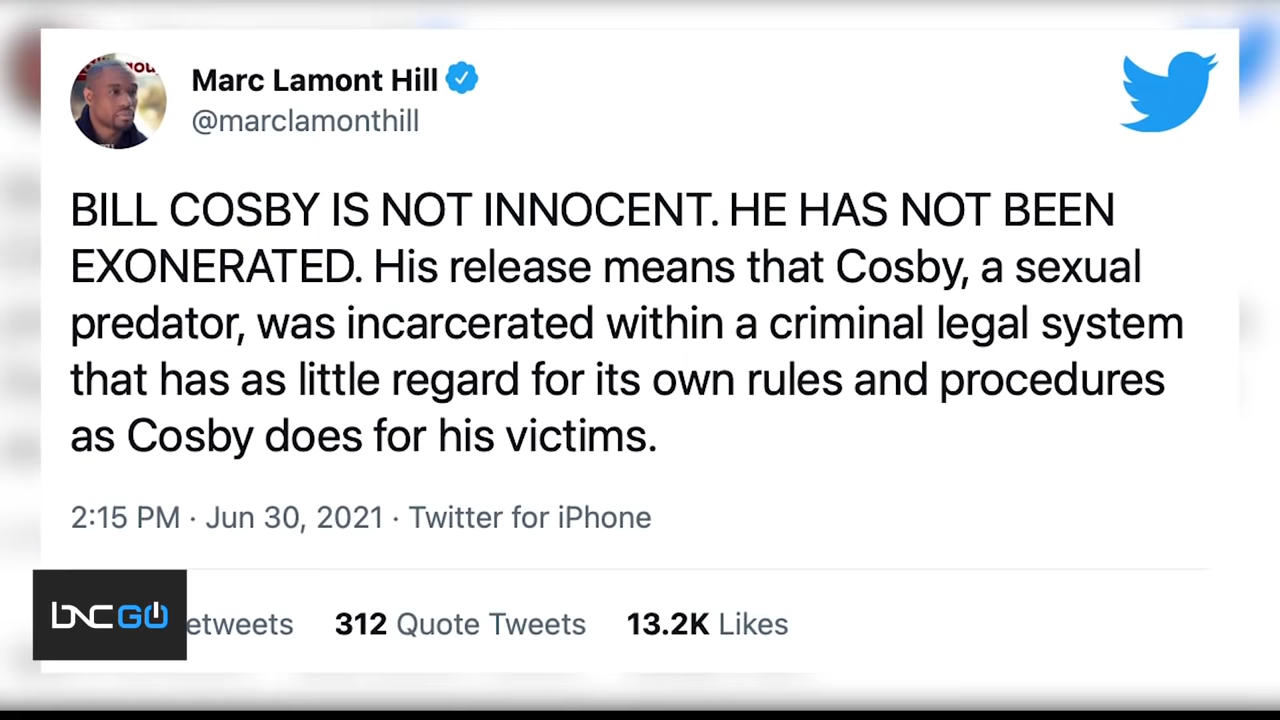 Marc Lamont Hill
@marclamonthill
BILL COSBY IS NOT INNOCENT. HE HAS NOT BEEN
EXONERATED. His release means that Cosby, a sexual
predator, was incarcerated within a criminal legal system
that has as little regard for its own rules and procedures
as Cosby does for his victims.
2:15 PM · Jun 30, 2021 · Twitter for iPhone
BNC GO
etweets 312 Quote Tweets 13.2K Likes